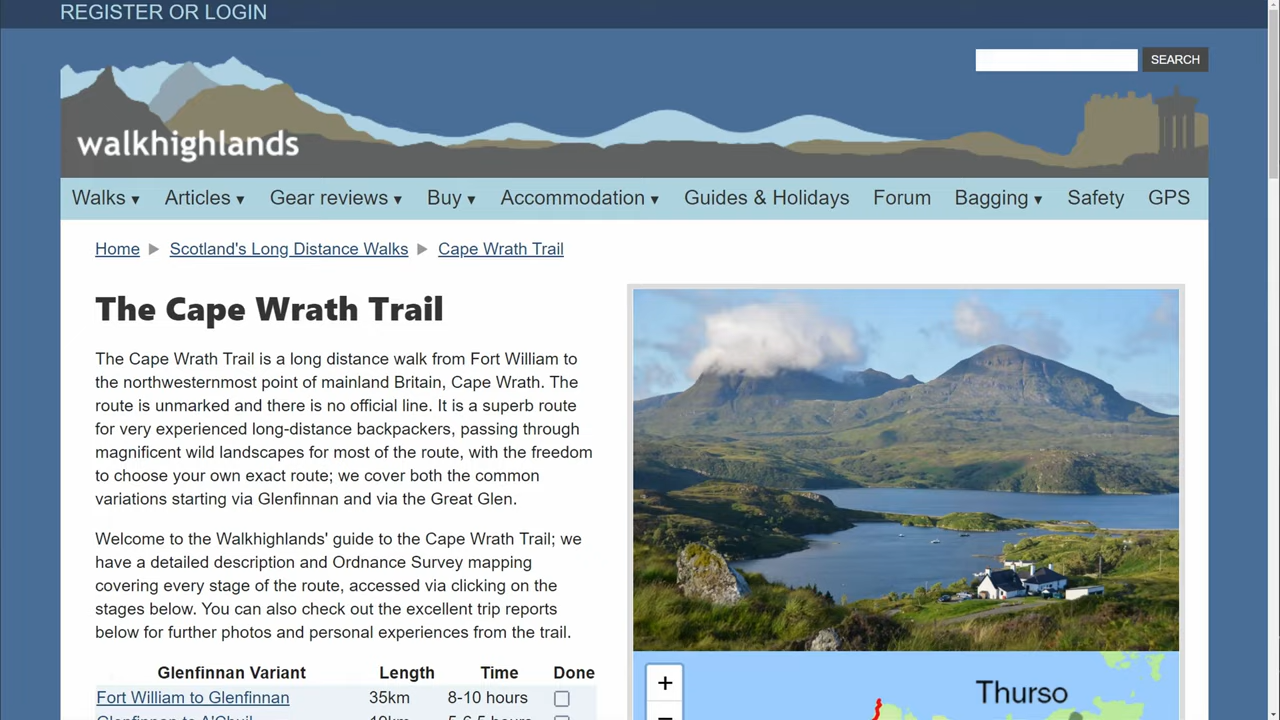 REGISTER OR LOGIN
SEARCH
walkhighlands
Walks ▾ Articles ▾ Gear reviews ▾ Buy ▾ Accommodation ▾ Guides & Holidays Forum Bagging ▾ Safety GPS
Home ▶ Scotland's Long Distance Walks ▶ Cape Wrath Trail
The Cape Wrath Trail
The Cape Wrath Trail is a long distance walk from Fort William to
the northwesternmost point of mainland Britain, Cape Wrath. The
route is unmarked and there is no official line. It is a superb route
for very experienced long-distance backpackers, passing through
magnificent wild landscapes for most of the route, with the freedom
to choose your own exact route; we cover both the common
variations starting via Glenfinnan and via the Great Glen.
Welcome to the Walkhighlands' guide to the Cape Wrath Trail; we
have a detailed description and Ordnance Survey mapping
covering every stage of the route, accessed via clicking on the
stages below. You can also check out the excellent trip reports
below for further photos and personal experiences from the trail.
Glenfinnan Variant Length Time Done
Fort William to Glenfinnan 35km 8-10 hours
Glenfinnan to
+
Thurso